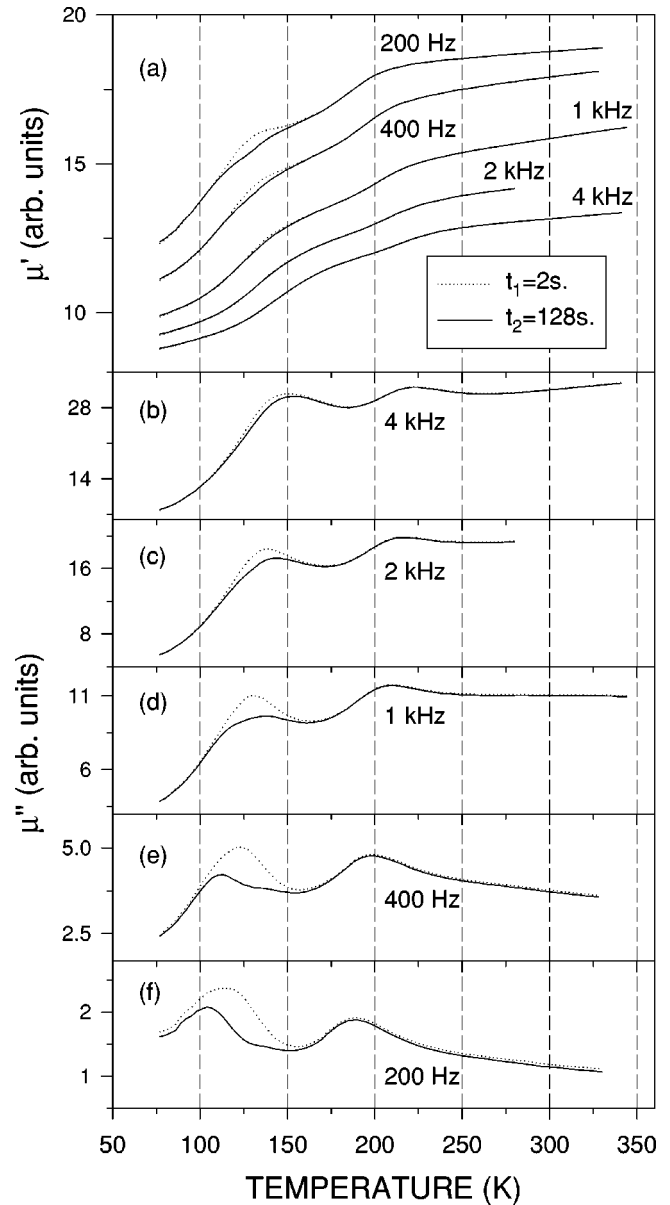 20
(a)
200 Hz
400 Hz
1 kHz
2 kHz
4 kHz
15
10
μ' (arb. units)
t1=2s.
t2=128s.
(b)
28
14
4 kHz
(c)
16
8
2 kHz
(d)
11
6
1 kHz
μ" (arb. units)
(e)
5.0
2.5
400 Hz
(f)
2
1
200 Hz
50 100 150 200 250 300 350
TEMPERATURE (K)